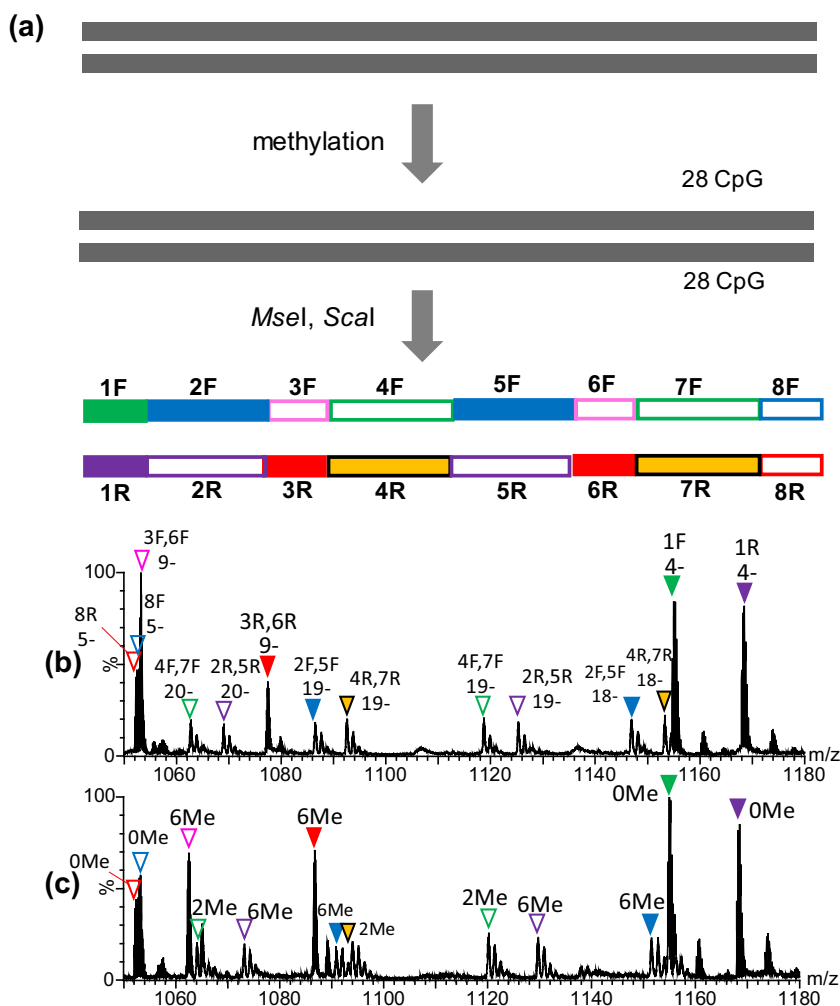 (a)
methylation
28 CpG
28 CpG
MseI, ScaI
1F 2F 3F 4F 5F 6F 7F 8F
1R 2R 3R 4R 5R 6R 7R 8R
(b)
3F,6F
9-
8R
5-
8F
5-
4F,7F
20-
2R,5R
20-
3R,6R
9-
2F,5F
19-
4R,7R
19-
4F,7F
19-
2R,5R
19-
2F,5F
18-
4R,7R
18-
1F
4-
1R
4-
100
%
0
1060 1080 1100 1120 1140 1160 1180
m/z
(c)
0Me
0Me
6Me
2Me
6Me
6Me
6Me
2Me
2Me
6Me
6Me
0Me
0Me
100
%
0
1060 1080 1100 1120 1140 1160 1180
m/z